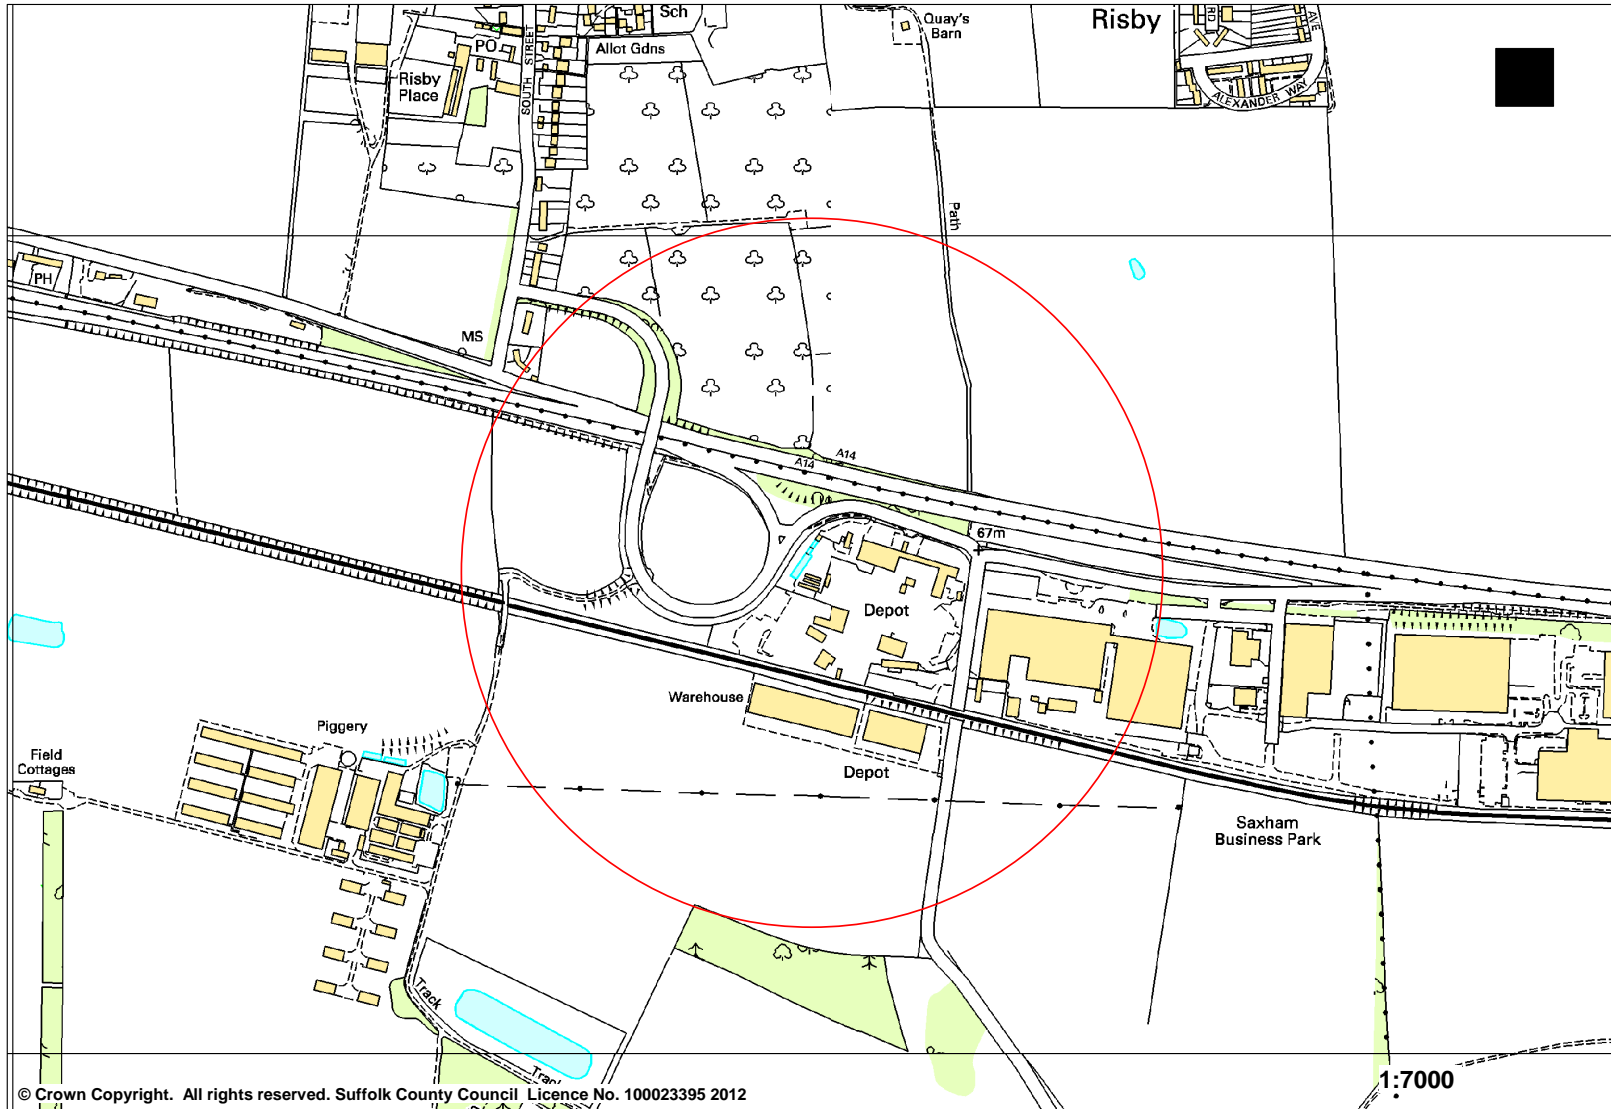 Sch
Quay's
Barn
Risby
RD
AVE
PO
SOUTH STREET
Allot Gdns
Risby
Place
ALEXANDER WAY
Path
PH
MS
A14
A14
67m
Depot
Warehouse
Piggery
Field
Cottages
Depot
Saxham
Business Park
Track
Track
1:7000
© Crown Copyright. All rights reserved. Suffolk County Council Licence No. 100023395 2012